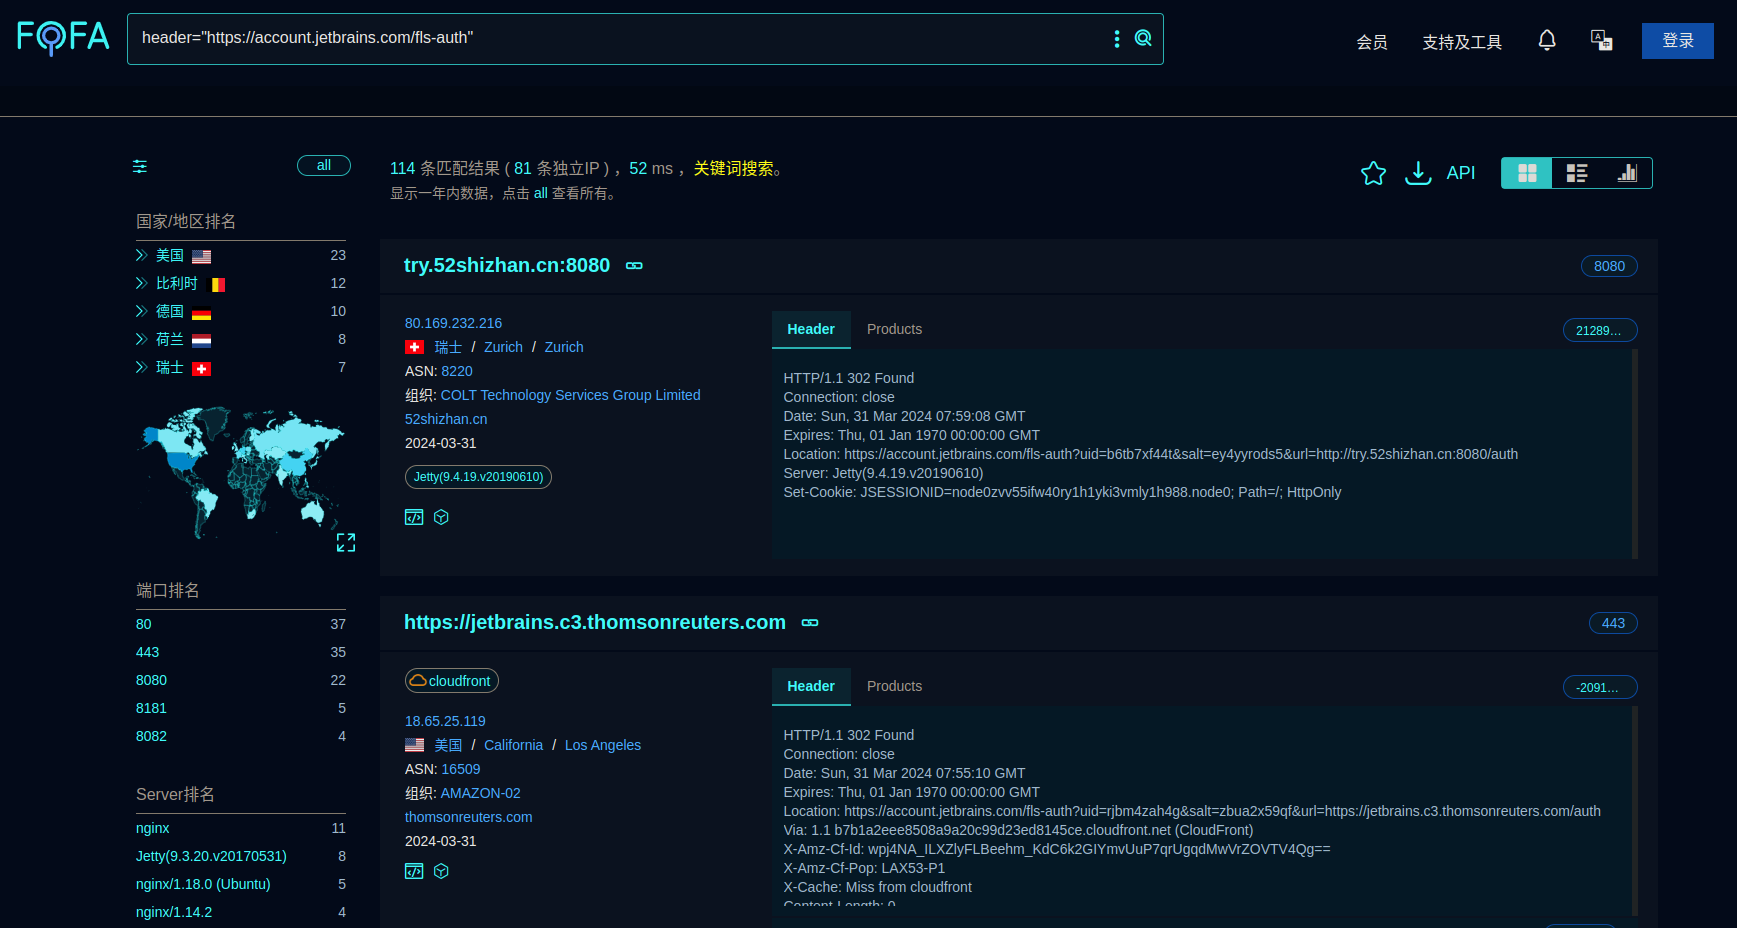 FOFA
header="https://account.jetbrains.com/fls-auth"
会员
支持及工具
登录
all
114 条匹配结果 ( 81 条独立IP ) ，52 ms ，关键词搜索。
显示一年内数据，点击 all 查看所有。
API
国家/地区排名
美国 23
比利时 12
德国 10
荷兰 8
瑞士 7
端口排名
80 37
443 35
8080 22
8181 5
8082 4
Server排名
nginx 11
Jetty(9.3.20.v20170531) 8
nginx/1.18.0 (Ubuntu) 5
nginx/1.14.2 4
try.52shizhan.cn:8080
8080
80.169.232.216
瑞士 / Zurich / Zurich
ASN: 8220
组织: COLT Technology Services Group Limited
52shizhan.cn
2024-03-31
Jetty(9.4.19.v20190610)
Header Products
21289…
HTTP/1.1 302 Found
Connection: close
Date: Sun, 31 Mar 2024 07:59:08 GMT
Expires: Thu, 01 Jan 1970 00:00:00 GMT
Location: https://account.jetbrains.com/fls-auth?uid=b6tb7xf44t&salt=ey4yyrods5&url=http://try.52shizhan.cn:8080/auth
Server: Jetty(9.4.19.v20190610)
Set-Cookie: JSESSIONID=node0zvv55ifw40ry1h1yki3vmly1h988.node0; Path=/; HttpOnly
https://jetbrains.c3.thomsonreuters.com
443
cloudfront
18.65.25.119
美国 / California / Los Angeles
ASN: 16509
组织: AMAZON-02
thomsonreuters.com
2024-03-31
Header Products
-2091…
HTTP/1.1 302 Found
Connection: close
Date: Sun, 31 Mar 2024 07:55:10 GMT
Expires: Thu, 01 Jan 1970 00:00:00 GMT
Location: https://account.jetbrains.com/fls-auth?uid=rjbm4zah4g&salt=zbua2x59qf&url=https://jetbrains.c3.thomsonreuters.com/auth
Via: 1.1 b7b1a2eee8508a9a20c99d23ed8145ce.cloudfront.net (CloudFront)
X-Amz-Cf-Id: wpj4NA_ILXZlyFLBeehm_KdC6k2GIYmvUuP7qrUgqdMwVrZOVTV4Qg==
X-Amz-Cf-Pop: LAX53-P1
X-Cache: Miss from cloudfront
Content-Length: 0